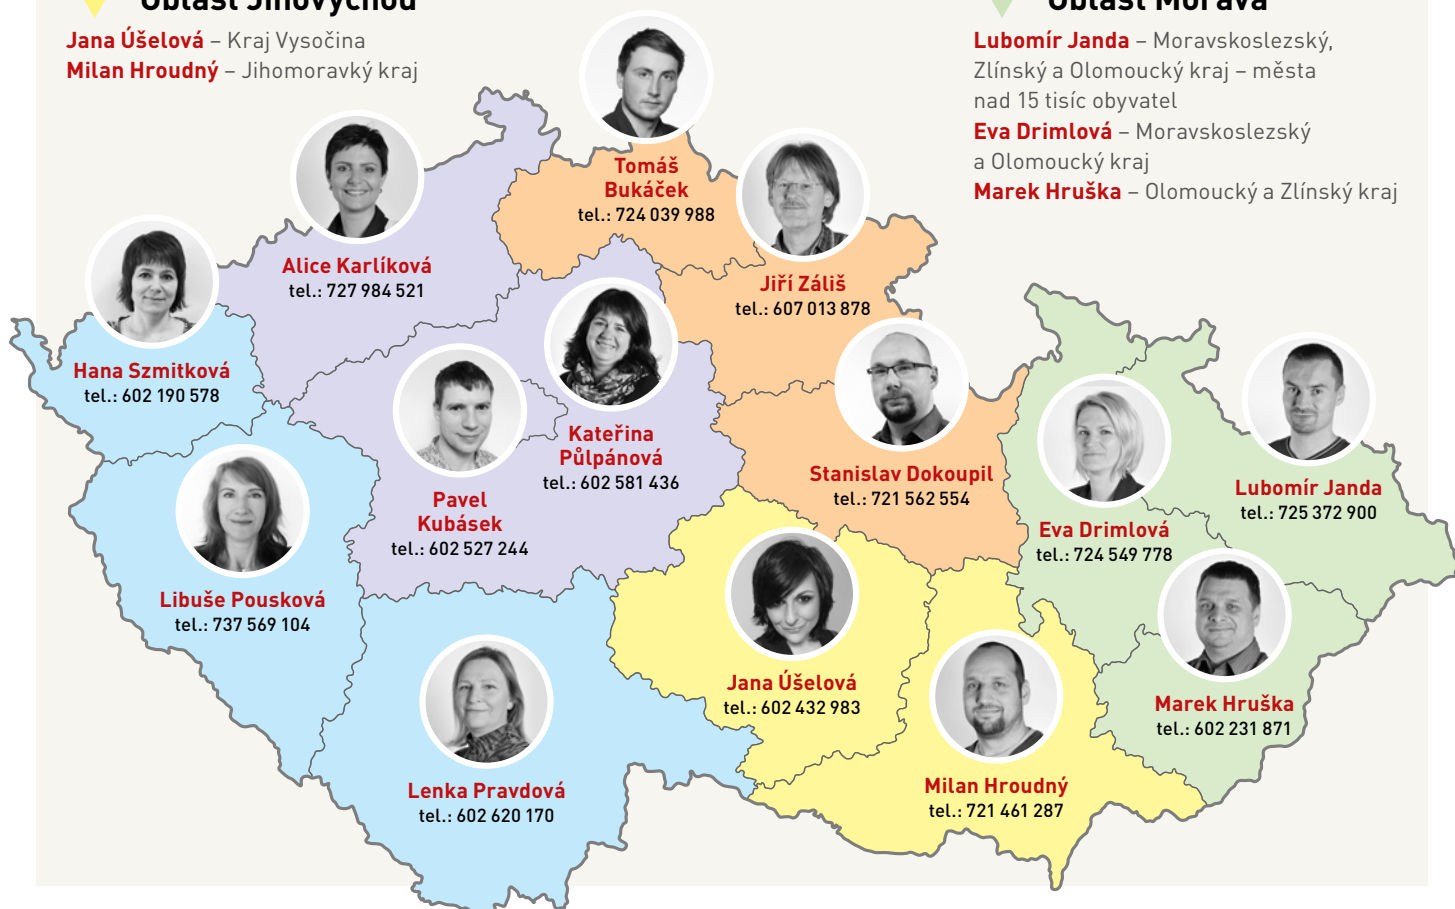 Oblast Jihovýchod
Jana Úšelová – Kraj Vysočina
Milan Hroudný – Jihomoravký kraj
Oblast Morava
Lubomír Janda – Moravskoslezský,
Zlínský a Olomoucký kraj – města
nad 15 tisíc obyvatel
Eva Drimlová – Moravskoslezský
a Olomoucký kraj
Marek Hruška – Olomoucký a Zlínský kraj
Tomáš
Bukáček
tel.: 724 039 988
Alice Karlíková
tel.: 727 984 521
Jiří Záliš
tel.: 607 013 878
Hana Szmitková
tel.: 602 190 578
Kateřina
Půlpánová
tel.: 602 581 436
Pavel
Kubásek
tel.: 602 527 244
Stanislav Dokoupil
tel.: 721 562 554
Lubomír Janda
tel.: 725 372 900
Eva Drimlová
tel.: 724 549 778
Libuše Pousková
tel.: 737 569 104
Jana Úšelová
tel.: 602 432 983
Marek Hruška
tel.: 602 231 871
Lenka Pravdová
tel.: 602 620 170
Milan Hroudný
tel.: 721 461 287